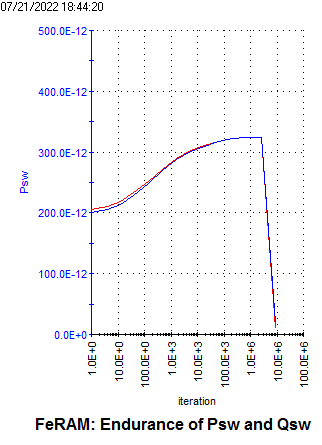 07/21/2022 18:44:20
500.0E-12
400.0E-12
300.0E-12
200.0E-12
100.0E-12
0.0E+0
Psw
1.0E+0
10.0E+0
100.0E+0
1.0E+3
10.0E+3
100.0E+3
1.0E+6
10.0E+6
100.0E+6
iteration
FeRAM: Endurance of Psw and Qsw